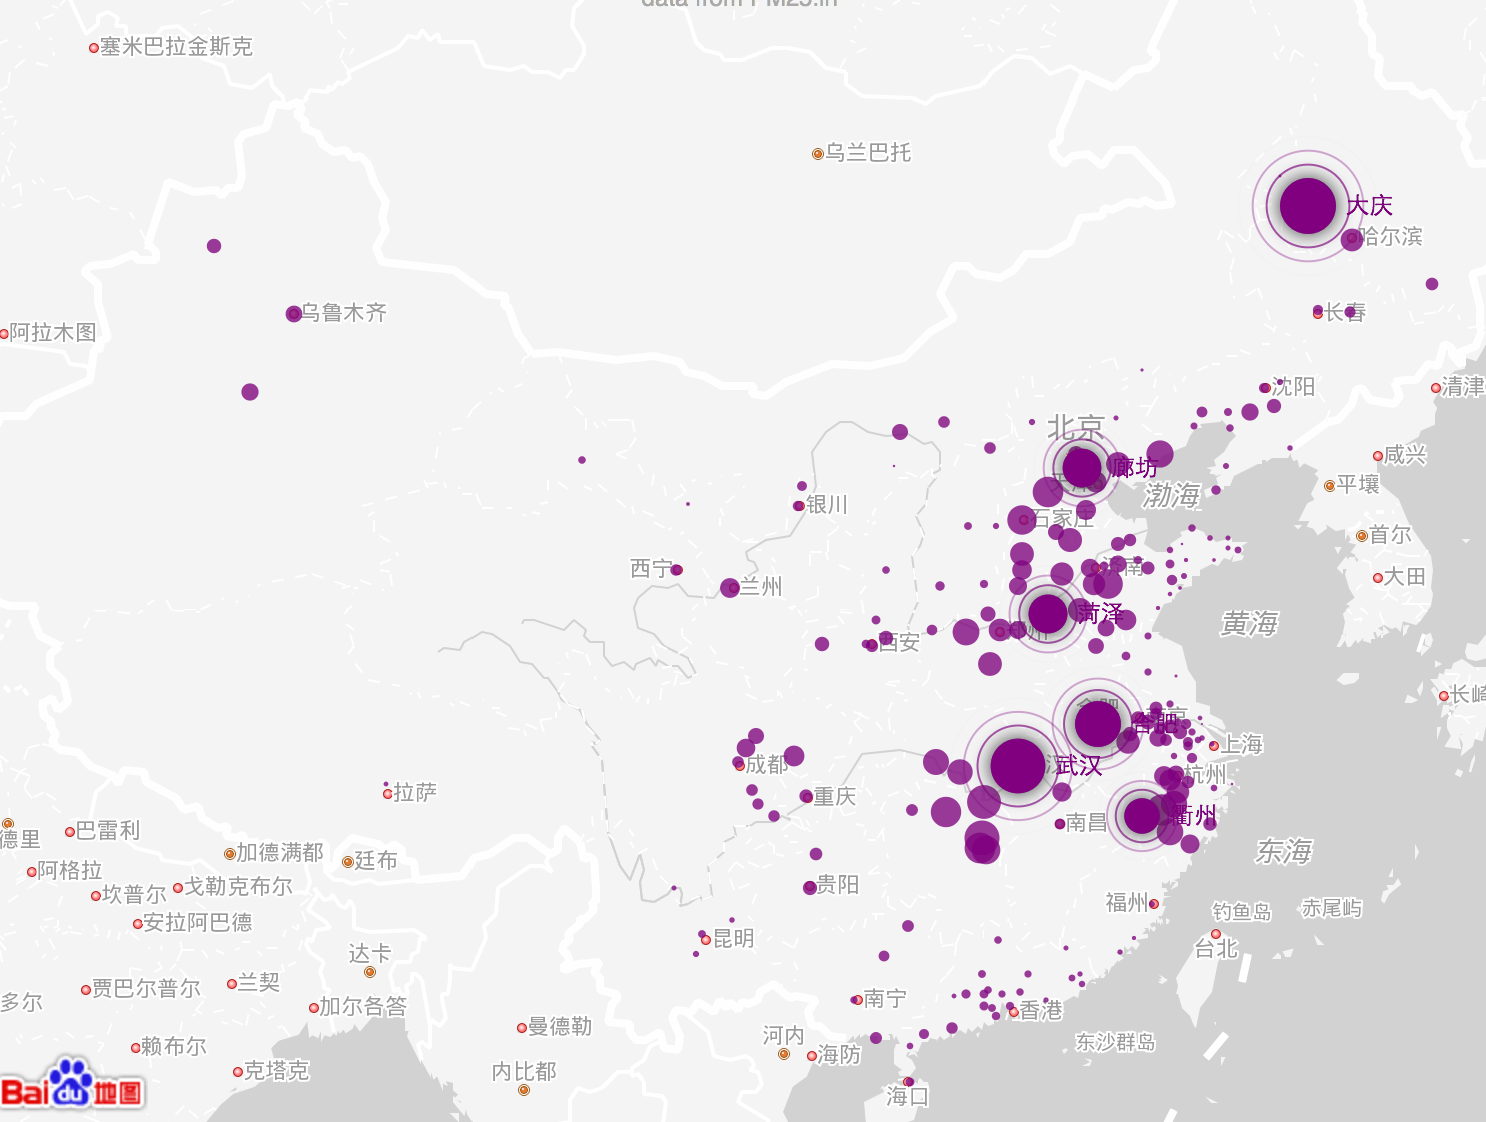 data from PM25.in
塞米巴拉金斯克
乌兰巴托
大庆
哈尔滨
乌鲁木齐
长春
阿拉木图
沈阳
清津
北京
咸兴
廊坊
平壤
渤海
银川
石家庄
首尔
西宁
兰州
济南
大田
菏泽
黄海
郑州
西安
长崎
合肥
南京
上海
成都
武汉
杭州
拉萨
重庆
衢州
南昌
巴雷利
德里
加德满都
廷布
东海
阿格拉
坎普尔
戈勒克布尔
贵阳
福州
钓鱼岛
赤尾屿
安拉阿巴德
昆明
台北
达卡
贾巴尔普尔
兰契
多尔
加尔各答
南宁
香港
曼德勒
河内
海防
东沙群岛
赖布尔
克塔克
内比都
海口
Bai du 地图